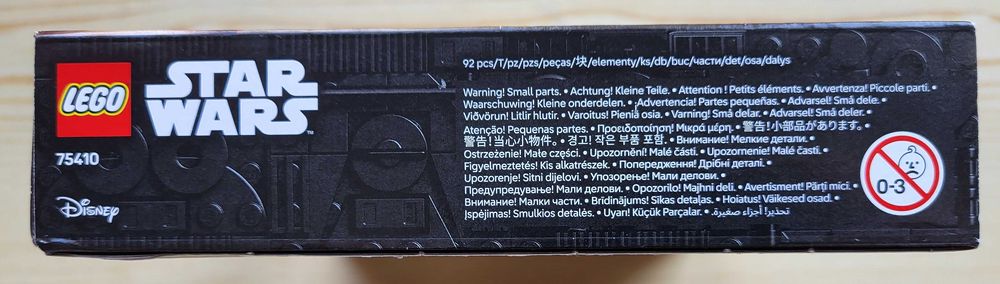 LEGO
STAR
WARS
™
75410
Disney
92 pcs/T/pz/pzs/peças/块/elementy/ks/db/buc/части/det/osa/dalys
Warning! Small parts. • Achtung! Kleine Teile. • Attention ! Petits éléments. • Avvertenza! Piccole parti. •
Waarschuwing! Kleine onderdelen. • ¡Advertencia! Partes pequeñas. • Advarsel! Små dele. •
Viðvörun! Litlir hlutir. • Varoitus! Pieniä osia. • Varning! Små delar. • Advarsel! Små deler. •
Atenção! Pequenas partes. • Προειδοποίηση! Μικρά μέρη. • 警告!小部品があります。 •
警告!当心小物件。 • 경고! 작은 부품 포함. • Внимание! Мелкие детали. •
Ostrzeżenie! Małe części. • Upozornění! Malé části. • Upozornenie! Malé časti. •
Figyelmeztetés! Kis alkatrészek. • Попередження! Дрібні деталі. •
Upozorenje! Sitni dijelovi. • Упозорење! Мали делови. •
Предупредување! Мали делови. • Opozorilo! Majhni deli. • Avertisment! Părți mici. •
Внимание! Малки части. • Brīdinājums! Sīkas detaļas. • Hoiatus! Väikesed osad. •
Įspėjimas! Smulkios detalės. • Uyarı! Küçük Parçalar. • تحذير! أجزاء صغيرة.
0-3